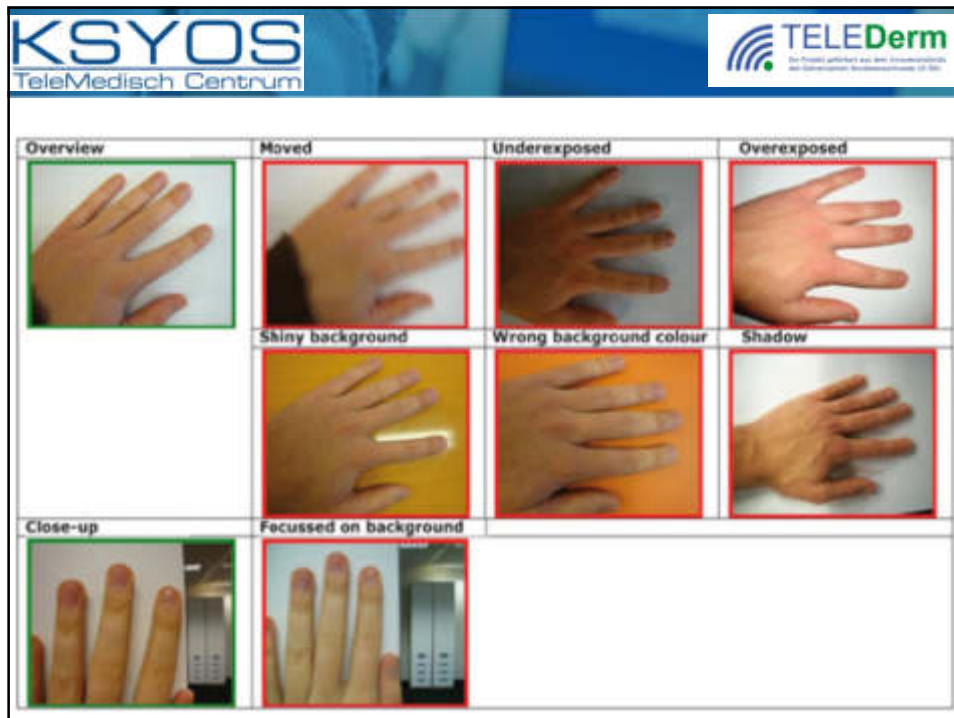 KSYOS
TeleMedisch Centrum
TELEDerm
Overview Moved Underexposed Overexposed
Shiny background Wrong background colour Shadow
Close-up Focussed on background